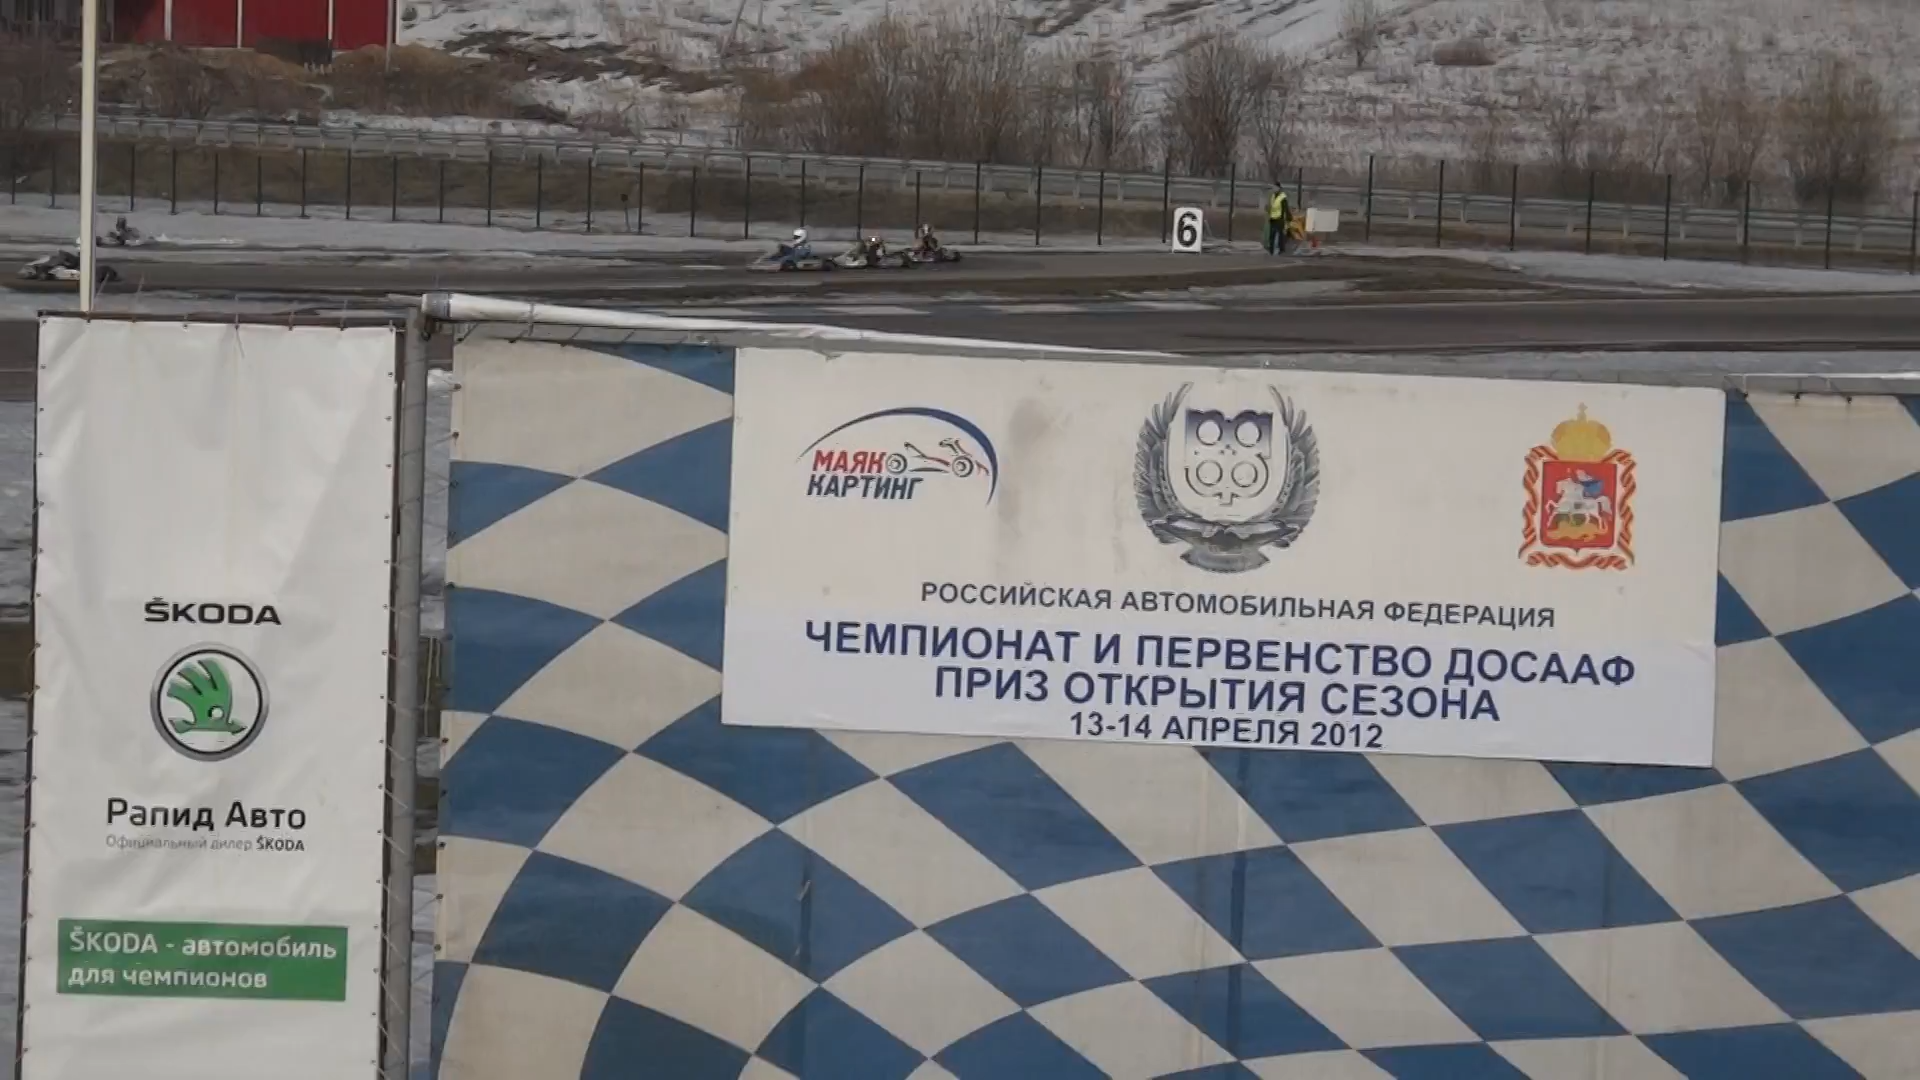 6
МАЯК
КАРТИНГ
РОССИЙСКАЯ АВТОМОБИЛЬНАЯ ФЕДЕРАЦИЯ
ЧЕМПИОНАТ И ПЕРВЕНСТВО ДОСААФ
ПРИЗ ОТКРЫТИЯ СЕЗОНА
13-14 АПРЕЛЯ 2012
ŠKODA
Рапид Авто
Официальный дилер ŠKODA
ŠKODA - автомобиль
для чемпионов